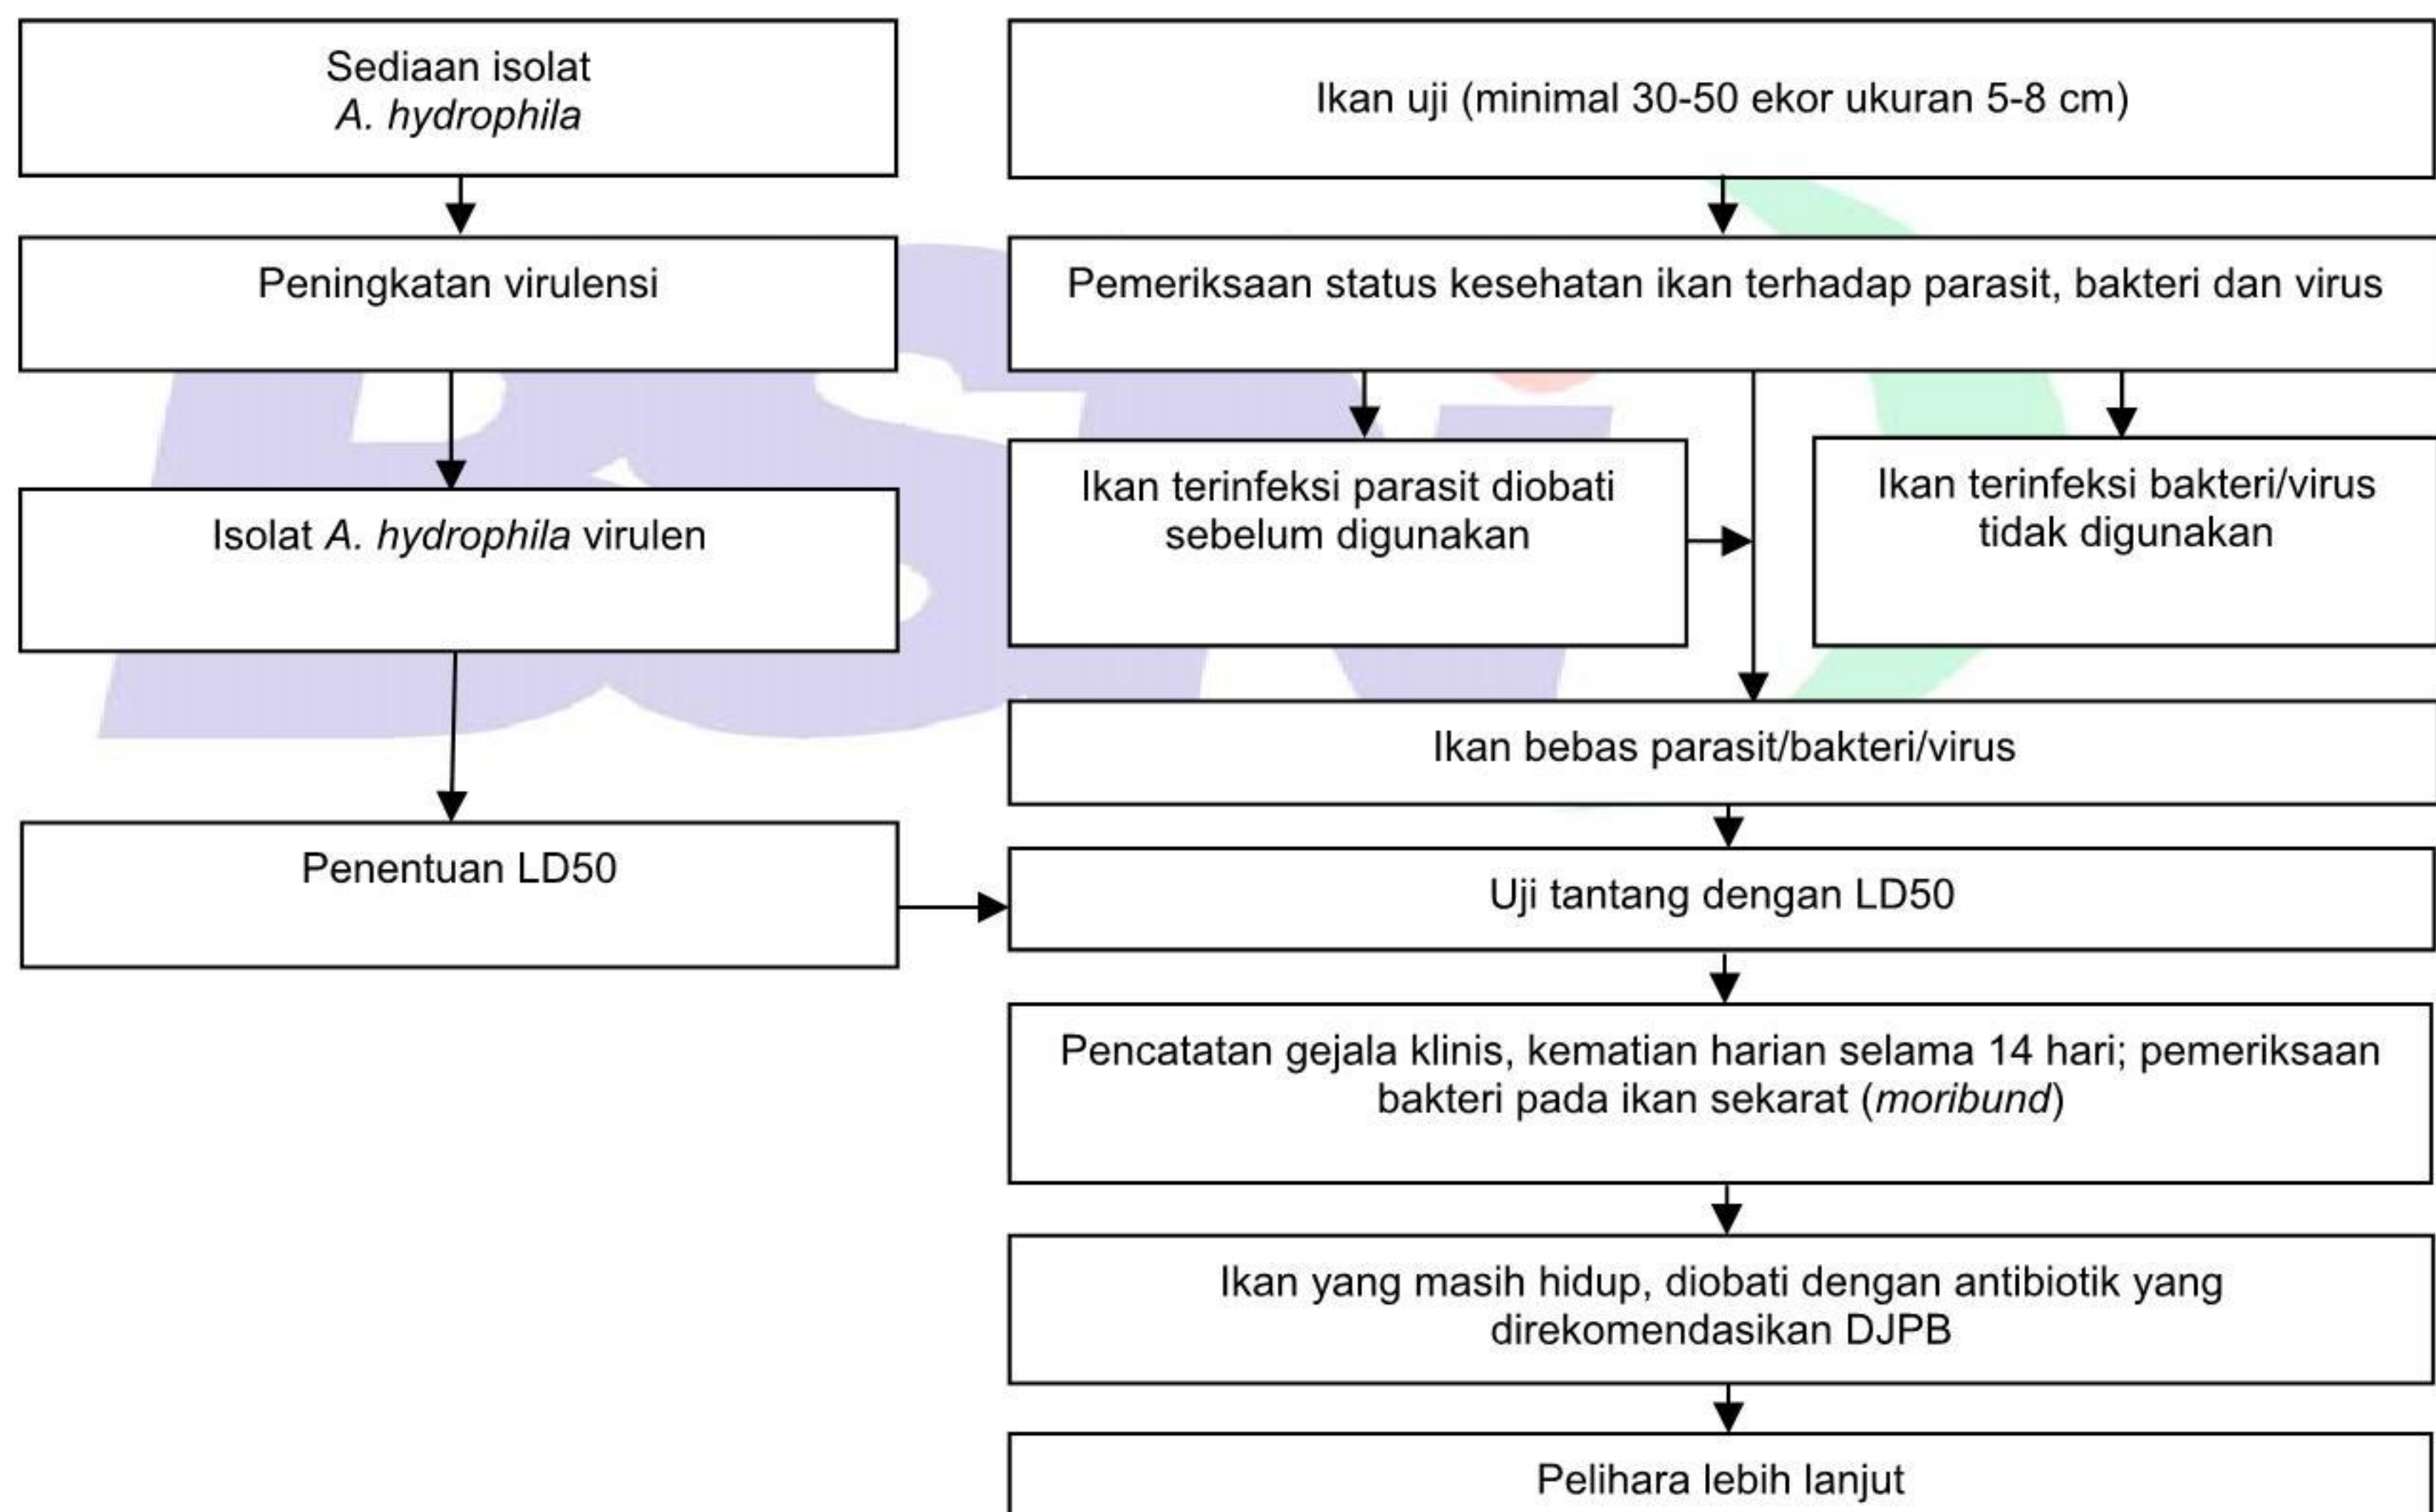 Sediaan isolat
A. hydrophila
Peningkatan virulensi
Isolat A. hydrophila virulen
Penentuan LD50
Ikan uji (minimal 30-50 ekor ukuran 5-8 cm)
Pemeriksaan status kesehatan ikan terhadap parasit, bakteri dan virus
Ikan terinfeksi parasit diobati
sebelum digunakan
Ikan terinfeksi bakteri/virus
tidak digunakan
Ikan bebas parasit/bakteri/virus
Uji tantang dengan LD50
Pencatatan gejala klinis, kematian harian selama 14 hari; pemeriksaan
bakteri pada ikan sekarat (moribund)
Ikan yang masih hidup, diobati dengan antibiotik yang
direkomendasikan DJPB
Pelihara lebih lanjut
BSN